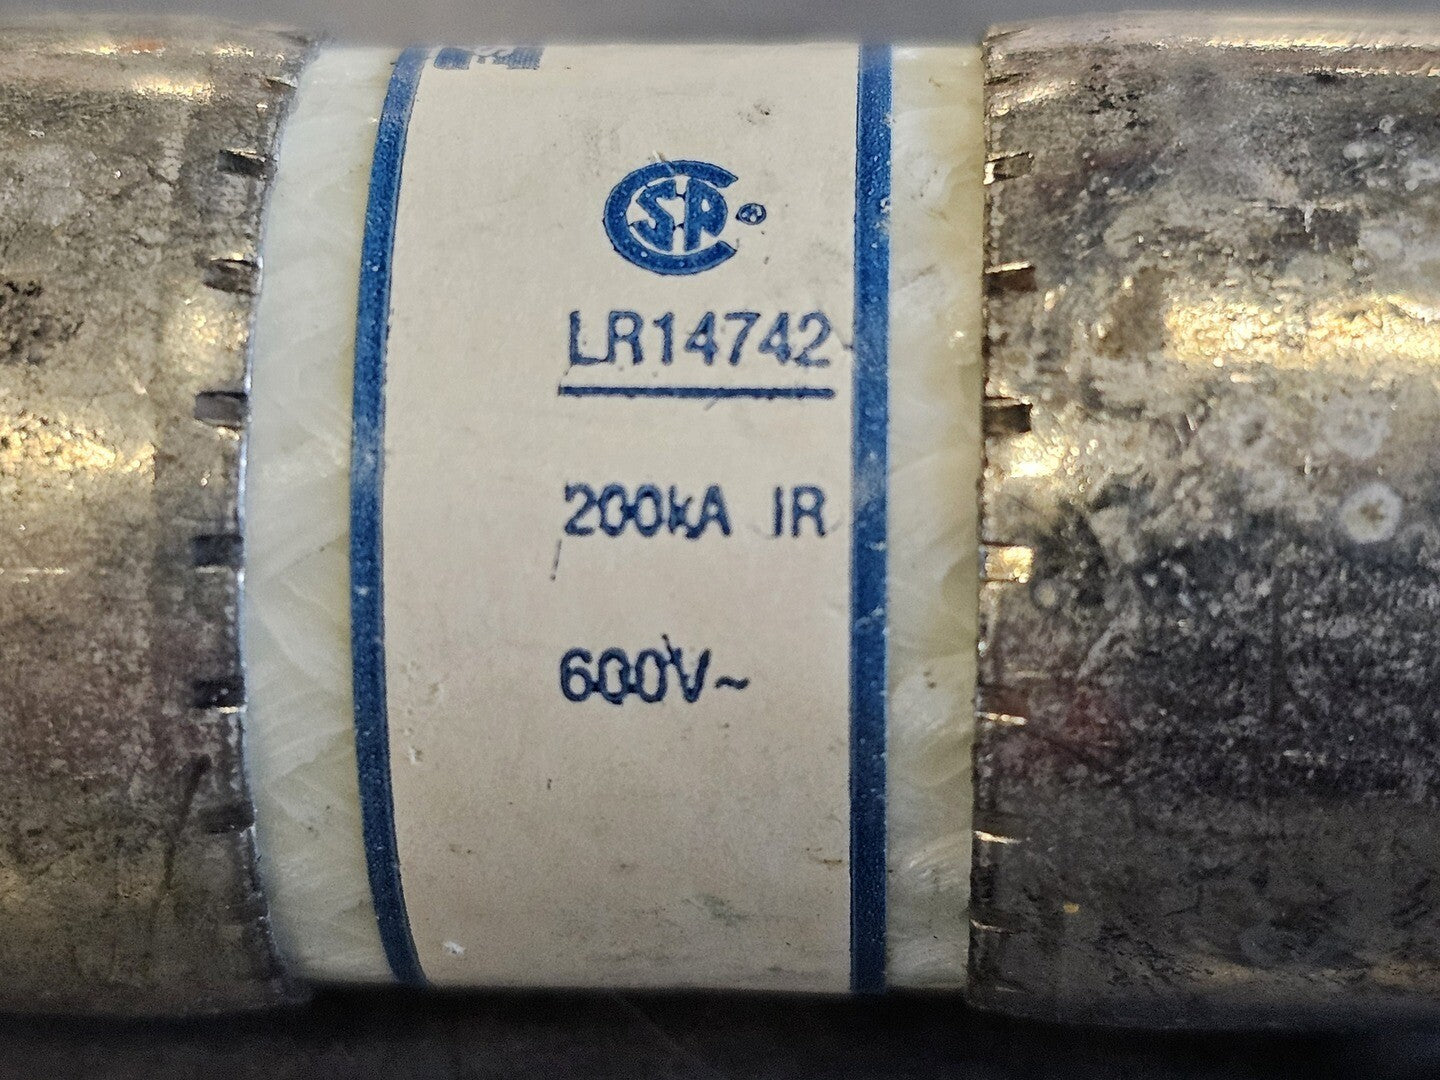 CSA®
LR14742
200kA IR
600V~